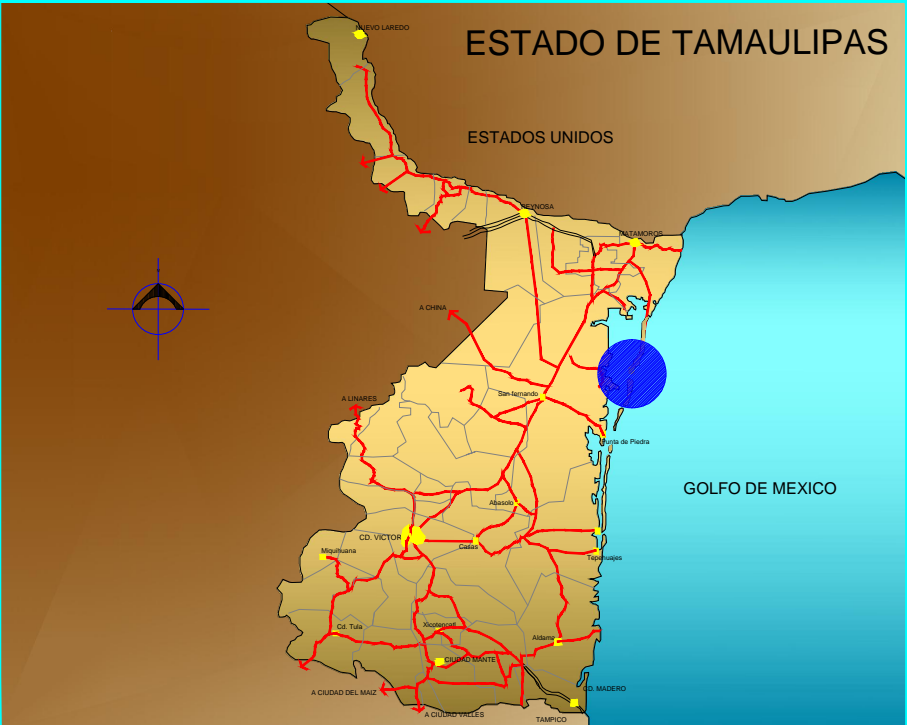 NUEVO LAREDO
ESTADO DE TAMAULIPAS
ESTADOS UNIDOS
REYNOSA
MATAMOROS
A CHINA
San fernando
A LINARES
Punta de Piedra
GOLFO DE MEXICO
Abasolo
CD. VICTOR
Casas
Miquihuana
Tepehuajes
Cd. Tula
Xicotencatl
Aldama
CIUDAD MANTE
A CIUDAD DEL MAIZ
CD. MADERO
A CIUDAD VALLES
TAMPICO